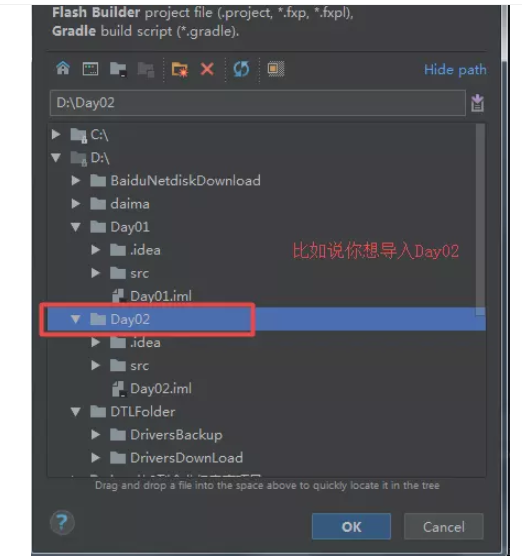 Flash Builder project file (.project, *.fxp, *.fxpl),
Gradle build script (*.gradle).
Hide path
D:\Day02
C:\
D:\
BaiduNetdiskDownload
daima
Day01
.idea
比如说你想导入Day02
src
Day01.iml
Day02
.idea
src
Day02.iml
DTLFolder
DriversBackup
DriversDownLoad
Drag and drop a file into the space above to quickly locate it in the tree
?
OK
Cancel